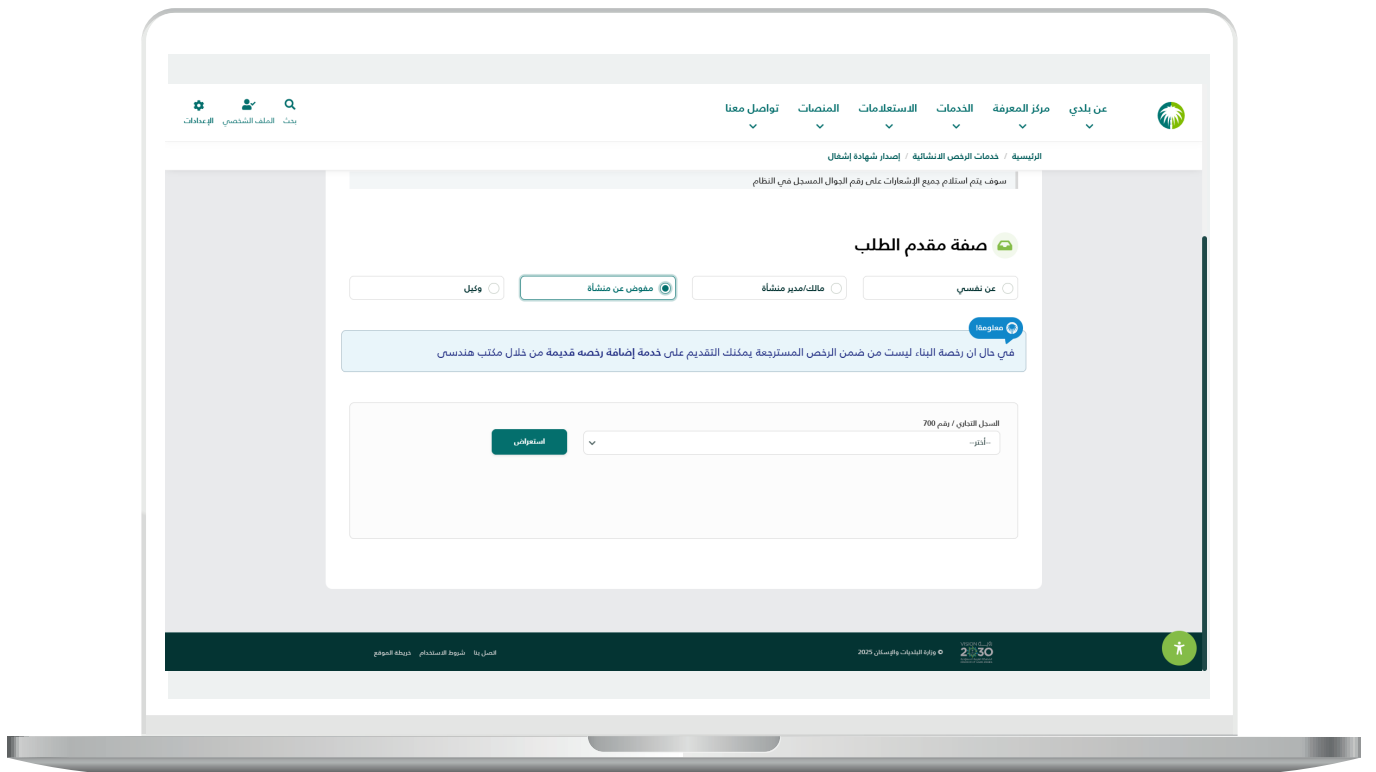 عن بلدي
مركز المعرفة
الخدمات
الاستعلامات
المنصات
تواصل معنا
بحث
الملف الشخصي
الإعدادات
الرئيسية / خدمات الرخص الانشائية / إصدار شهادة إشغال
سوف يتم استلام جميع الإشعارات على رقم الجوال المسجل في النظام
صفة مقدم الطلب
عن نفسي
مالك/مدير منشأة
مفوض عن منشأة
وكيل
معلومة!
في حال ان رخصة البناء ليست من ضمن الرخص المسترجعة يمكنك التقديم على خدمة إضافة رخصه قديمة من خلال مكتب هندسى
السجل التجاري / رقم 700
--أختر--
استعراض
VISION رؤيـــة
2030
© وزارة البلديات والإسكان 2025
اتصل بنا
شروط الاستخدام
خريطة الموقع